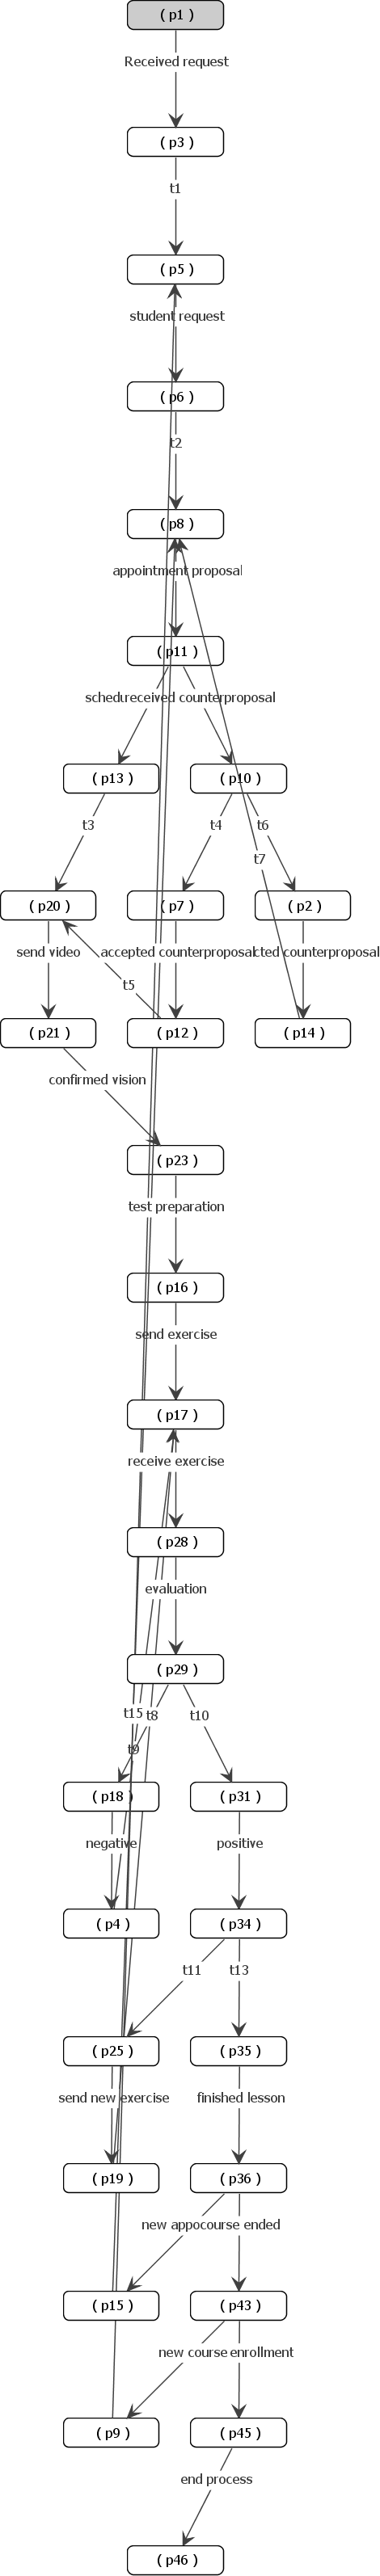 ( p1 )
Received request
( p3 )
t1
( p5 )
student request
( p6 )
t2
( p8 )
appointment proposal
( p11 )
received counterproposal
( p13 )
( p10 )
t3
t4
t6
t7
( p20 )
( p7 )
( p2 )
send video
accepted counterproposal
counterproposal
t5
( p21 )
( p12 )
( p14 )
confirmed vision
( p23 )
test preparation
( p16 )
send exercise
( p17 )
receive exercise
( p28 )
evaluation
( p29 )
t15
t8
t10
t9
( p18 )
( p31 )
negative
positive
( p4 )
( p34 )
t11
t13
( p25 )
( p35 )
send new exercise
finished lesson
( p19 )
( p36 )
new
course ended
( p15 )
( p43 )
new course
enrollment
( p9 )
( p45 )
end process
( p46 )